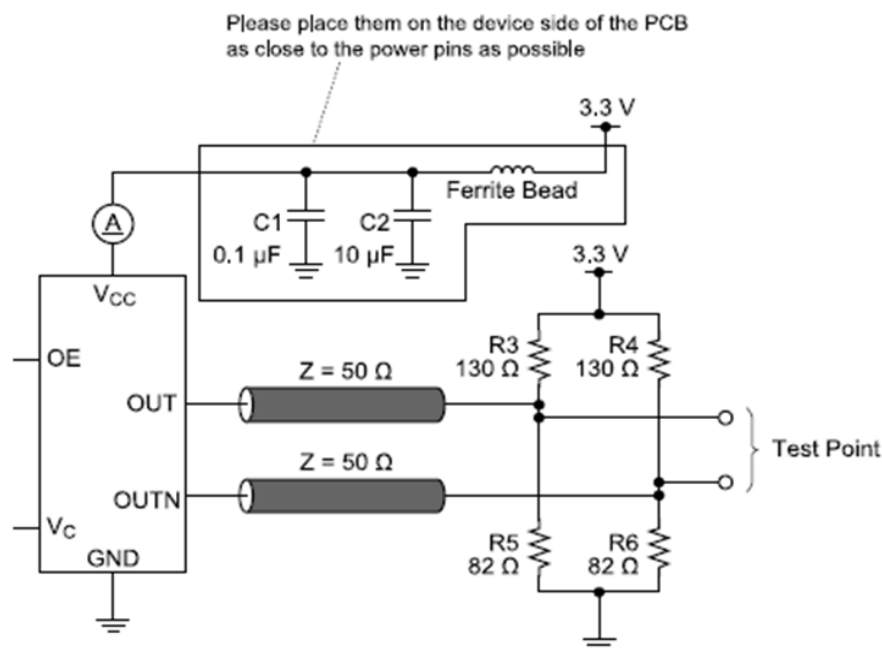 Please place them on the device side of the PCB
as close to the power pins as possible
3.3 V
Ferrite Bead
A
C1
0.1 µF
C2
10 µF
3.3 V
VCC
OE
R3
130 Ω
R4
130 Ω
Z = 50 Ω
OUT
Test Point
Z = 50 Ω
OUTN
VC
R5
82 Ω
R6
82 Ω
GND